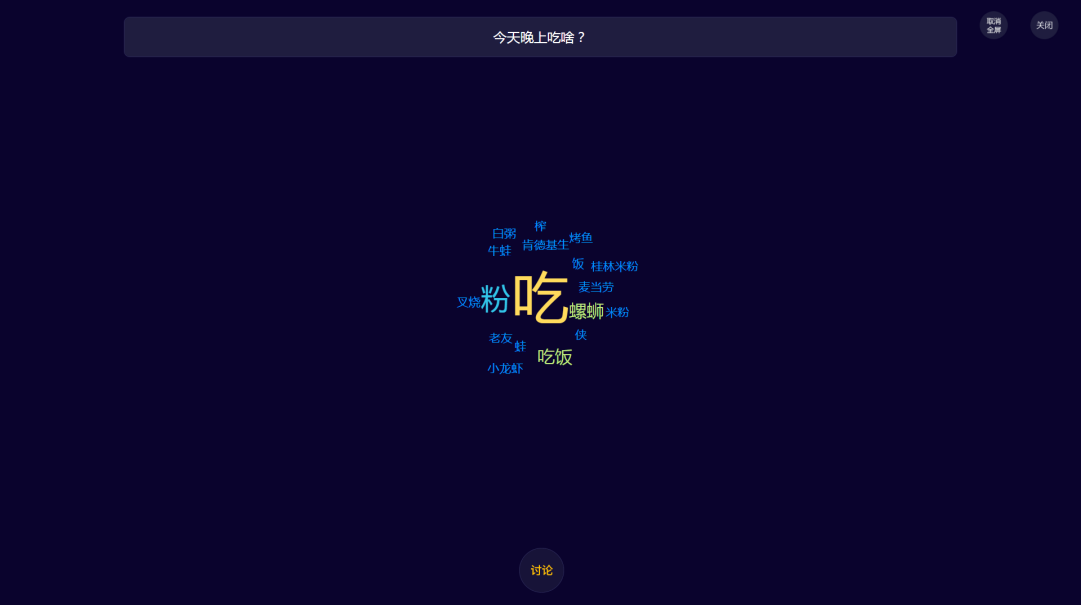 今天晚上吃啥？
取消
全屏
关闭
榨
白粥
烤鱼
肯德基生
牛蚌
饭
桂林米粉
麦当劳
吃
粉
叉烧
螺蛳
米粉
侠
老友
蚌
吃饭
小龙虾
讨论